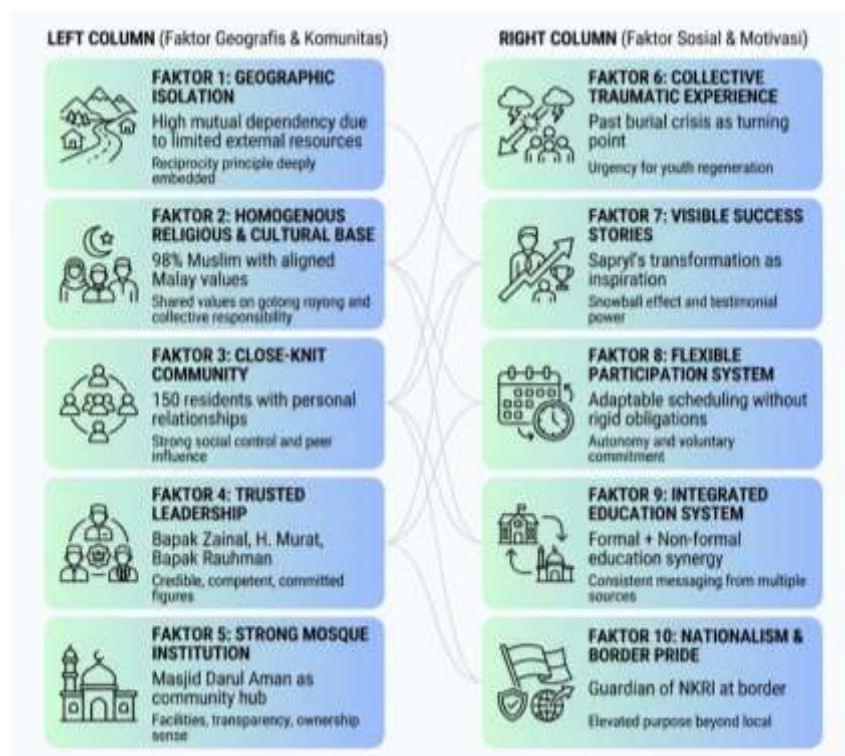 LEFT COLUMN (Faktor Geografis & Komunitas)
FAKTOR 1: GEOGRAPHIC
ISOLATION
High mutual dependency due
to limited external resources
Reciprocity principle deeply
embedded
FAKTOR 2: HOMOGENOUS
RELIGIOUS & CULTURAL BASE
98% Muslim with aligned
Malay values
Shared values on gotong royong and
collective responsibility
FAKTOR 3: CLOSE-KNIT
COMMUNITY
150 residents with personal
relationships
Strong social control and peer
influence
FAKTOR 4: TRUSTED
LEADERSHIP
Bapak Zainal, H. Murat,
Bapak Rauhman
Credible, competent, committed
figures
FAKTOR 5: STRONG MOSQUE
INSTITUTION
Masjid Darul Aman as
community hub
Facilities, transparency, ownership
sense
RIGHT COLUMN (Faktor Sosial & Motivasi)
FAKTOR 6: COLLECTIVE
TRAUMATIC EXPERIENCE
Past burial crisis as turning
point
Urgency for youth regeneration
FAKTOR 7: VISIBLE SUCCESS
STORIES
Sapryl's transformation as
inspiration
Snowball effect and testimonial
power
FAKTOR 8: FLEXIBLE
PARTICIPATION SYSTEM
Adaptable scheduling without
rigid obligations
Autonomy and voluntary
commitment
FAKTOR 9: INTEGRATED
EDUCATION SYSTEM
Formal + Non-formal
education synergy
Consistent messaging from multiple
sources
FAKTOR 10: NATIONALISM &
BORDER PRIDE
Guardian of NKRI at border
Elevated purpose beyond local